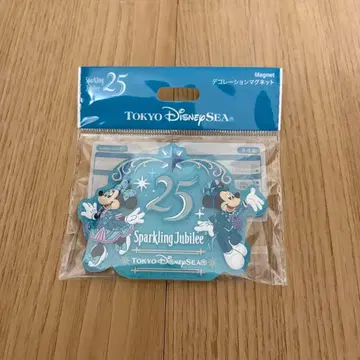 Sparkling
Jubilee
25
Magnet
デコレーションマグネット
TOKYO DISNEYSEA®
25
Sparkling Jubilee
TOKYO DISNEYSEA®